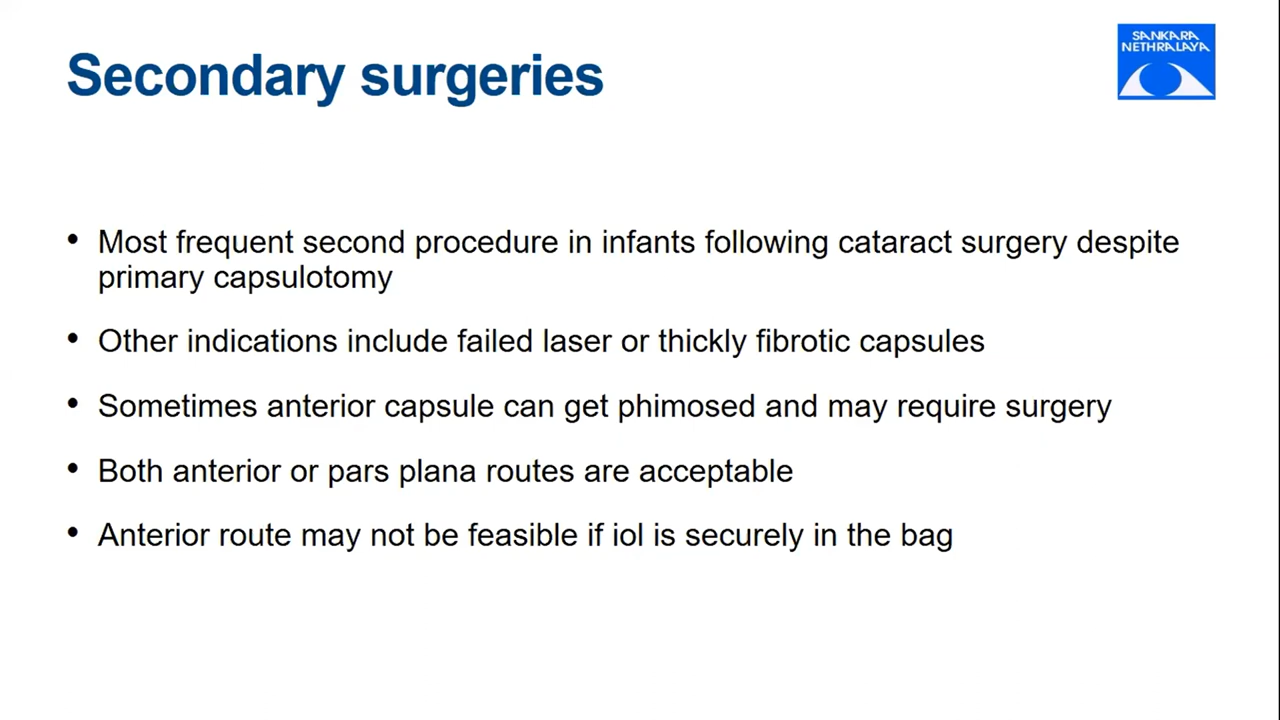 Secondary surgeries
SANKARA
NETHRALAYA
• Most frequent second procedure in infants following cataract surgery despite
primary capsulotomy
• Other indications include failed laser or thickly fibrotic capsules
• Sometimes anterior capsule can get phimosed and may require surgery
• Both anterior or pars plana routes are acceptable
• Anterior route may not be feasible if iol is securely in the bag